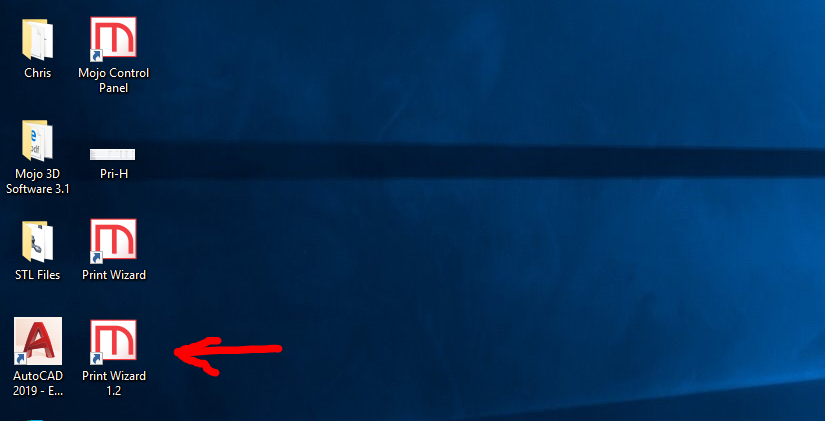 Chris
Mojo Control
Panel
Mojo 3D
Software 3.1
Pri-H
STL Files
Print Wizard
AutoCAD
2019 - E...
Print Wizard
1.2